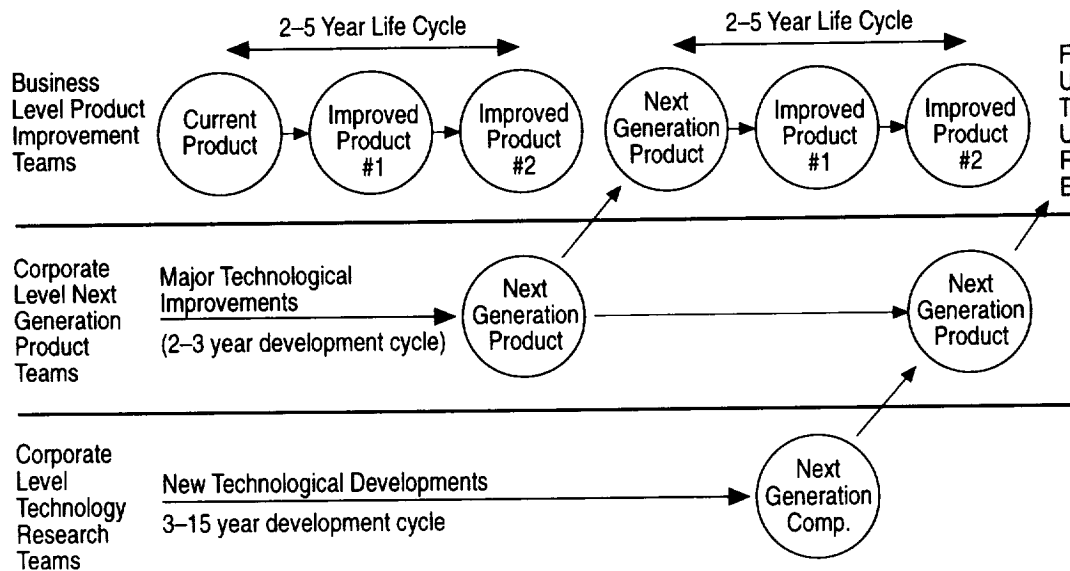 2–5 Year Life Cycle
2–5 Year Life Cycle
Business
Level Product
Improvement
Teams
Current
Product
Improved
Product
#1
Improved
Product
#2
Next
Generation
Product
Improved
Product
#1
Improved
Product
#2
F
U
T
U
R
E
Corporate
Level Next
Generation
Product
Teams
Major Technological
Improvements
(2–3 year development cycle)
Next
Generation
Product
Next
Generation
Product
Corporate
Level
Technology
Research
Teams
New Technological Developments
3–15 year development cycle
Next
Generation
Comp.